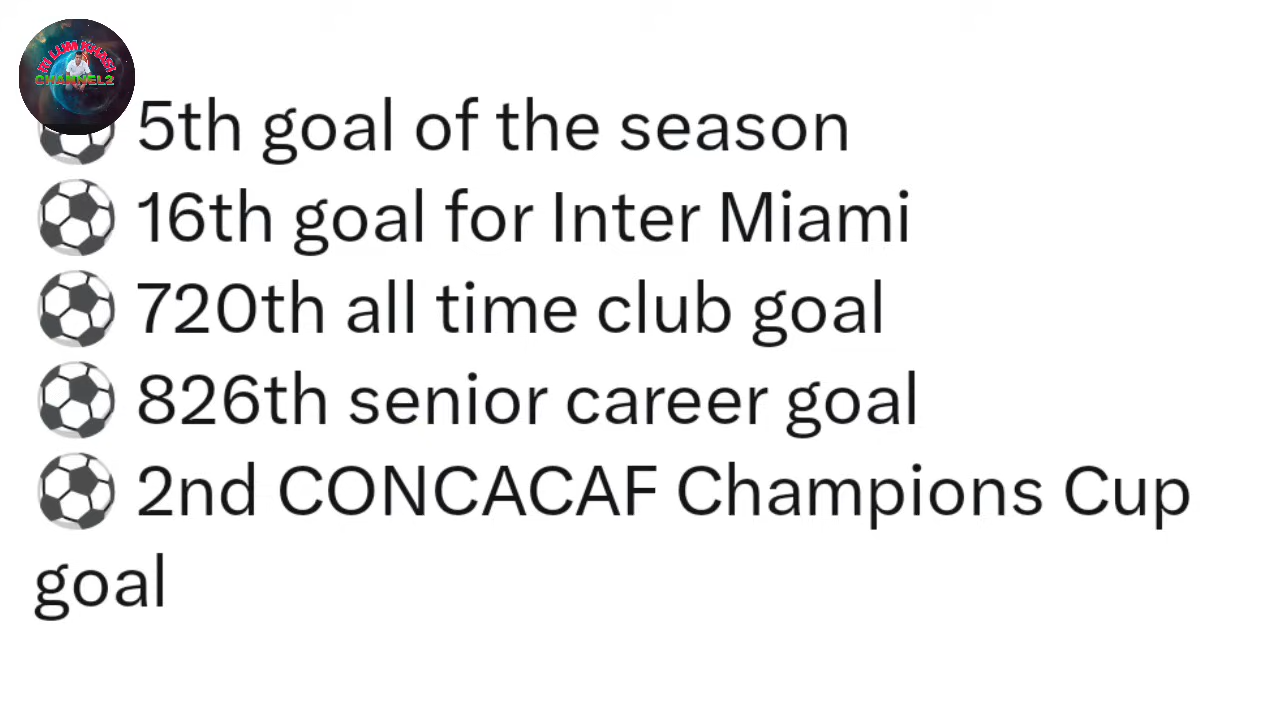 CHANNEL2
⚽ 5th goal of the season
⚽ 16th goal for Inter Miami
⚽ 720th all time club goal
⚽ 826th senior career goal
⚽ 2nd CONCACAF Champions Cup
goal